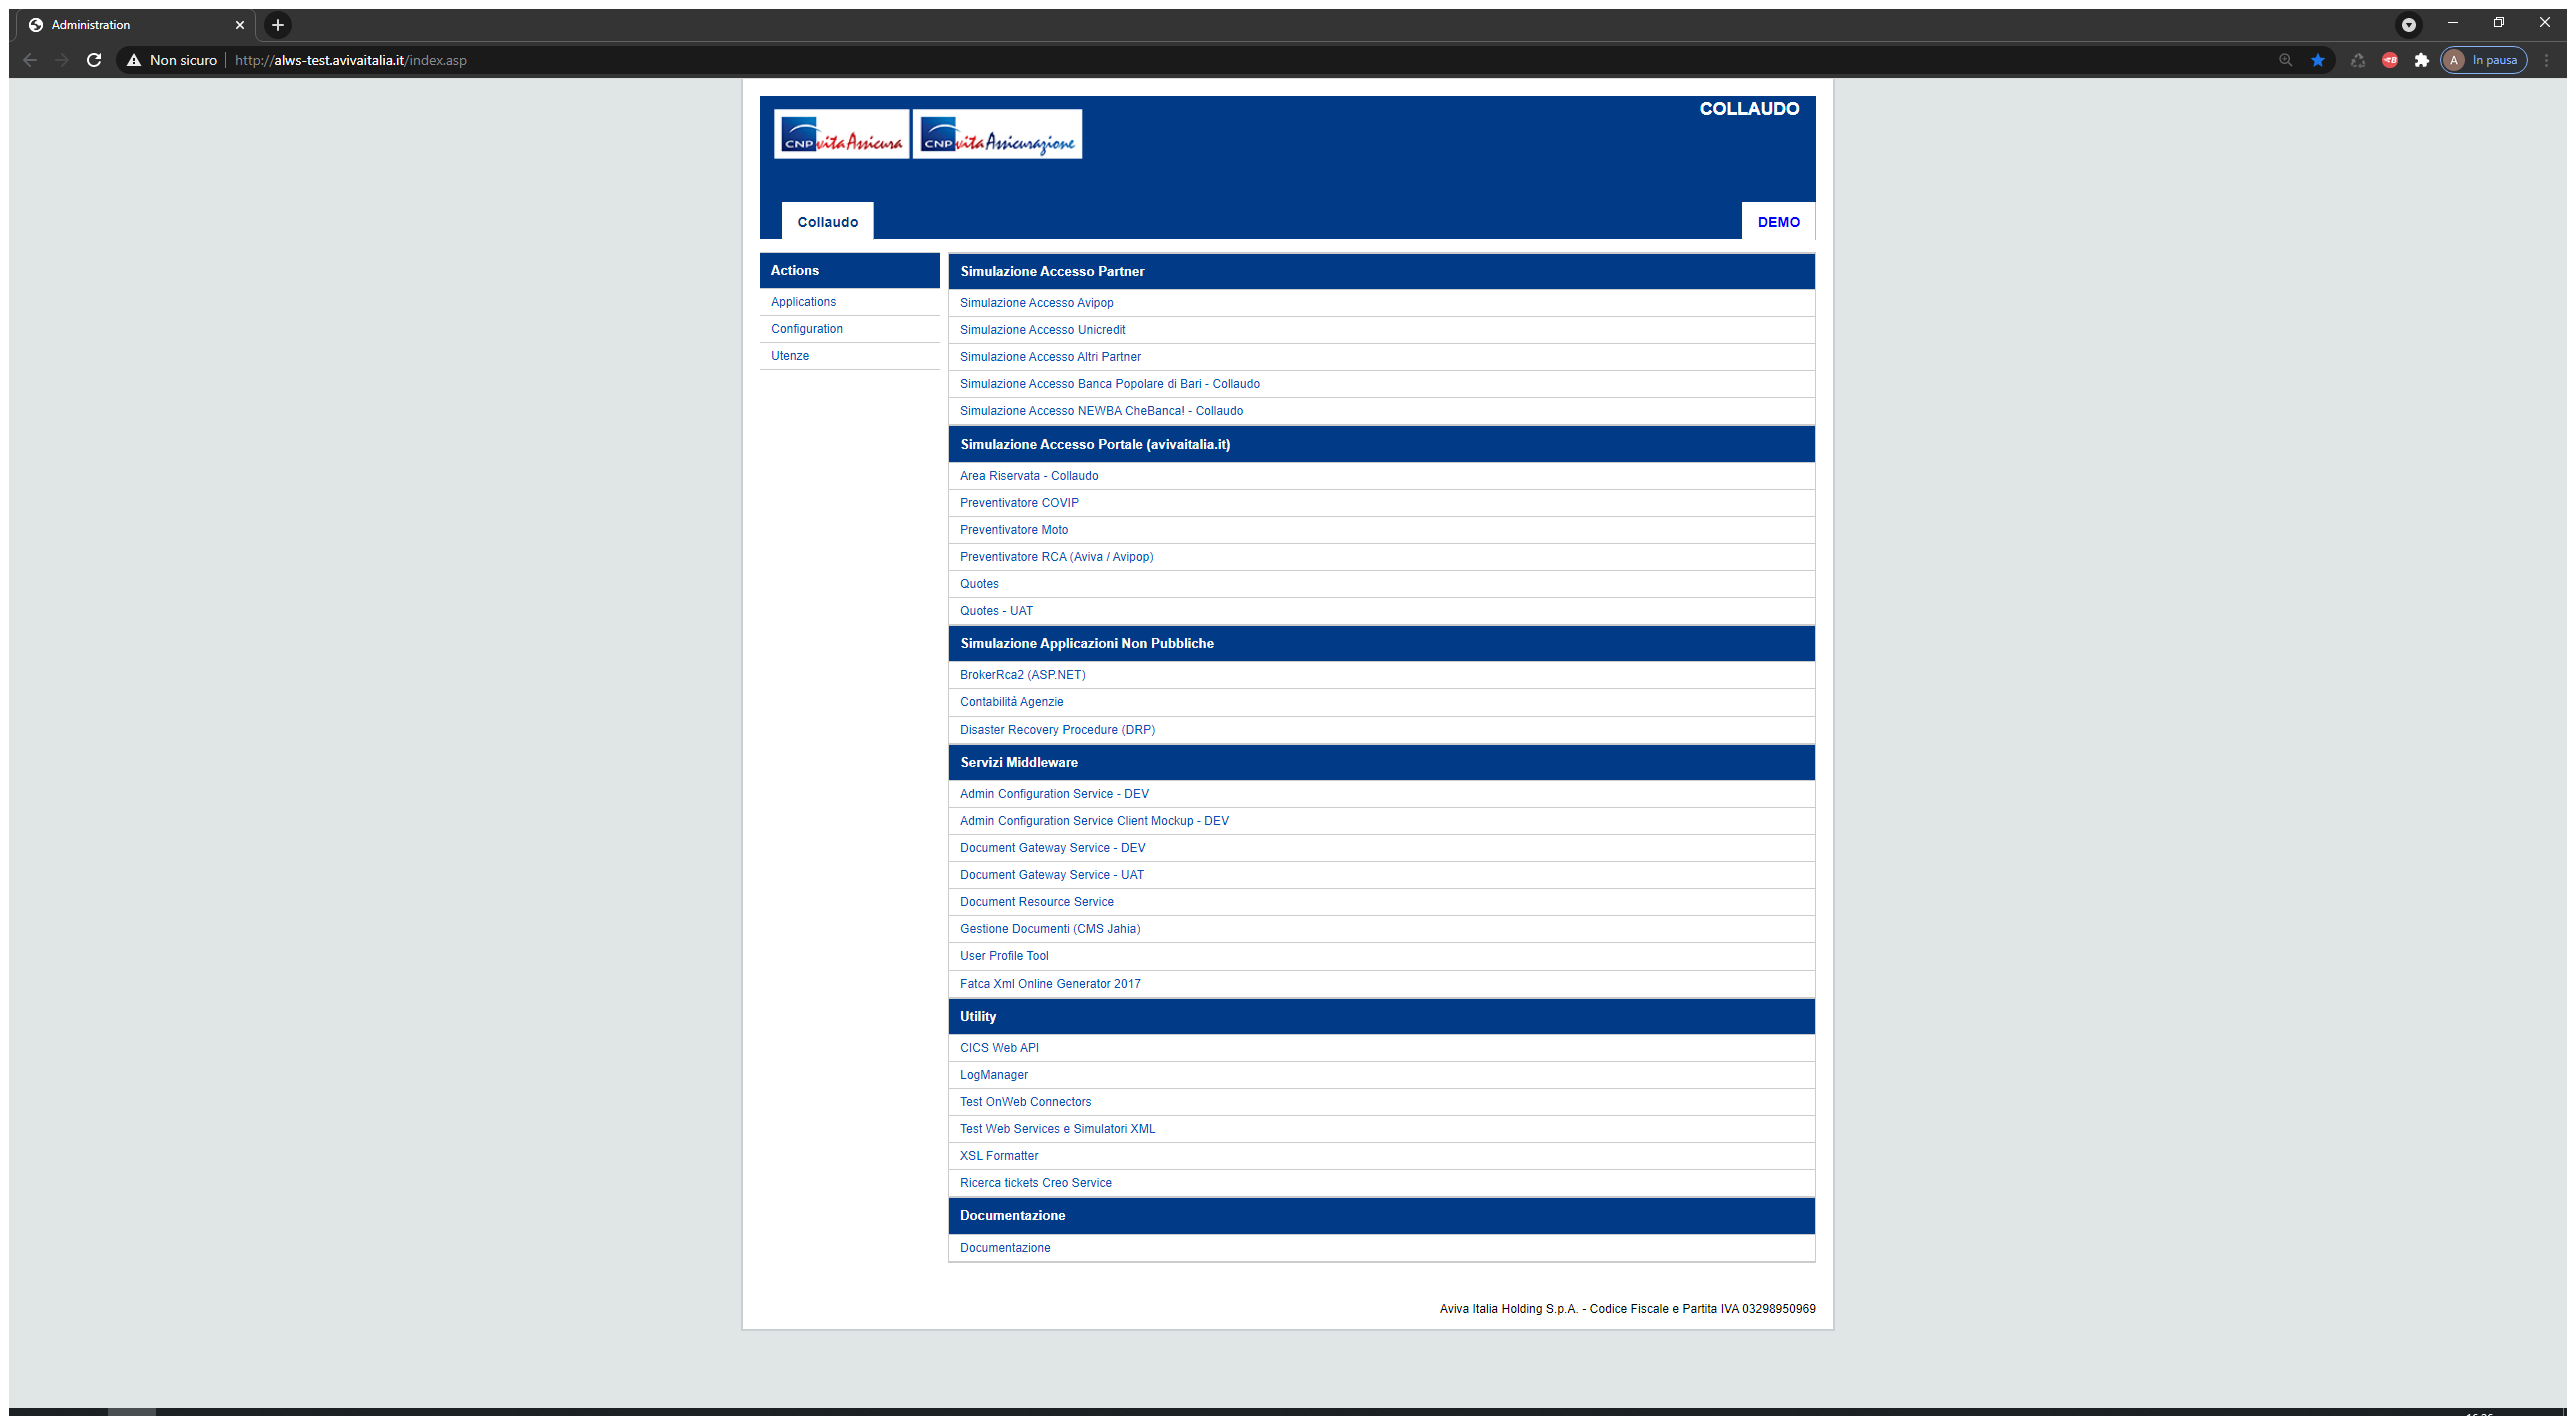 Administration
Non sicuro
http://alws-test.avivaitalia.it/index.asp
A
In pausa
COLLAUDO
CNP vita Assicura
CNP vita Assicurazione
Collaudo
DEMO
Actions
Applications
Configuration
Utenze
Simulazione Accesso Partner
Simulazione Accesso Avipop
Simulazione Accesso Unicredit
Simulazione Accesso Altri Partner
Simulazione Accesso Banca Popolare di Bari - Collaudo
Simulazione Accesso NEWBA CheBanca! - Collaudo
Simulazione Accesso Portale (avivaitalia.it)
Area Riservata - Collaudo
Preventivatore COVIP
Preventivatore Moto
Preventivatore RCA (Aviva / Avipop)
Quotes
Quotes - UAT
Simulazione Applicazioni Non Pubbliche
BrokerRca2 (ASP.NET)
Contabilità Agenzie
Disaster Recovery Procedure (DRP)
Servizi Middleware
Admin Configuration Service - DEV
Admin Configuration Service Client Mockup - DEV
Document Gateway Service - DEV
Document Gateway Service - UAT
Document Resource Service
Gestione Documenti (CMS Jahia)
User Profile Tool
Fatca Xml Online Generator 2017
Utility
CICS Web API
LogManager
Test OnWeb Connectors
Test Web Services e Simulatori XML
XSL Formatter
Ricerca tickets Creo Service
Documentazione
Documentazione
Aviva Italia Holding S.p.A. - Codice Fiscale e Partita IVA 03298950969